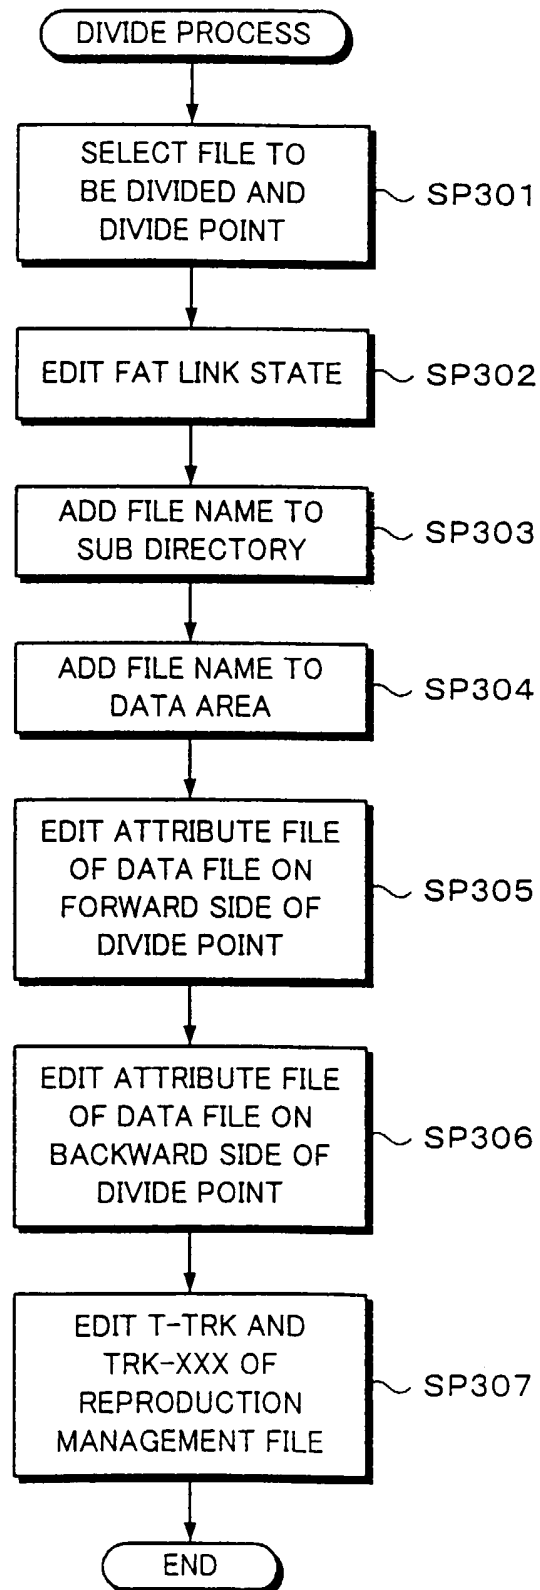 DIVIDE PROCESS
SELECT FILE TO
BE DIVIDED AND
DIVIDE POINT
SP301
EDIT FAT LINK STATE
SP302
ADD FILE NAME TO
SUB DIRECTORY
SP303
ADD FILE NAME TO
DATA AREA
SP304
EDIT ATTRIBUTE FILE
OF DATA FILE ON
FORWARD SIDE OF
DIVIDE POINT
SP305
EDIT ATTRIBUTE FILE
OF DATA FILE ON
BACKWARD SIDE OF
DIVIDE POINT
SP306
EDIT T-TRK AND
TRK-XXX OF
REPRODUCTION
MANAGEMENT FILE
SP307
END